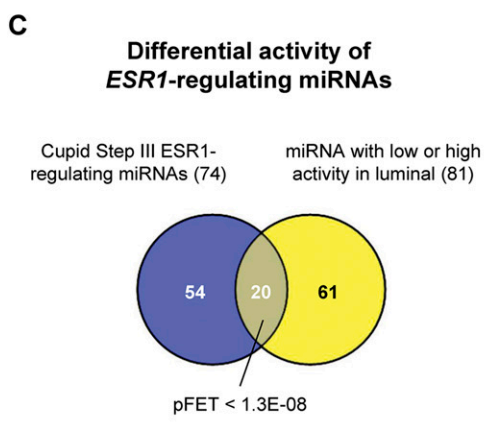 C
Differential activity of
ESR1-regulating miRNAs
Cupid Step III ESR1-
regulating miRNAs (74)
miRNA with low or high
activity in luminal (81)
54
20
61
pFET < 1.3E-08